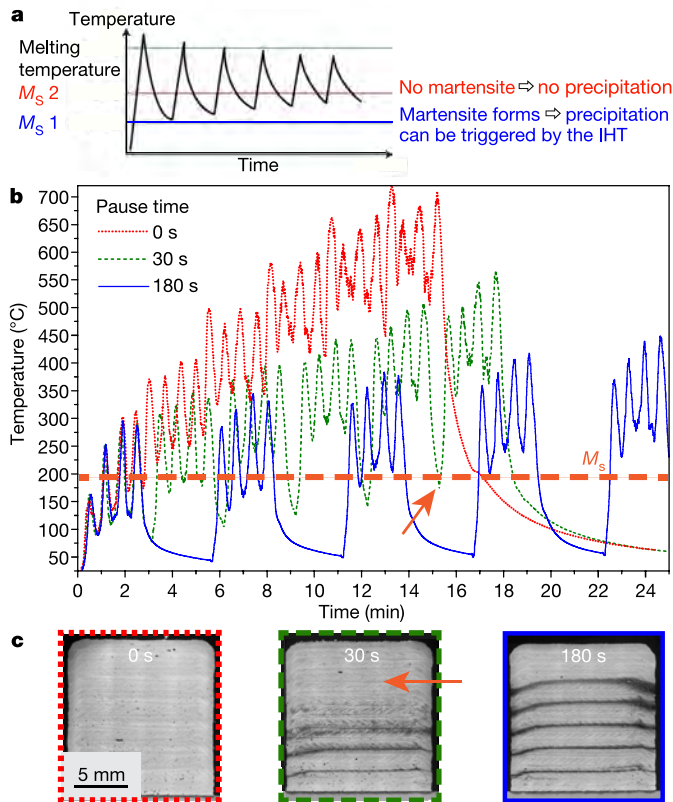 a
Temperature
Melting
temperature
MS 2
MS 1
Time
No martensite ⇨ no precipitation
Martensite forms ⇨ precipitation
can be triggered by the IHT
b
Temperature (°C)
700
650
600
550
500
450
400
350
300
250
200
150
100
50
Pause time
0 s
30 s
180 s
Ms
0 2 4 6 8 10 12 14 16 18 20 22 24
Time (min)
c
0 s
30 s
180 s
5 mm